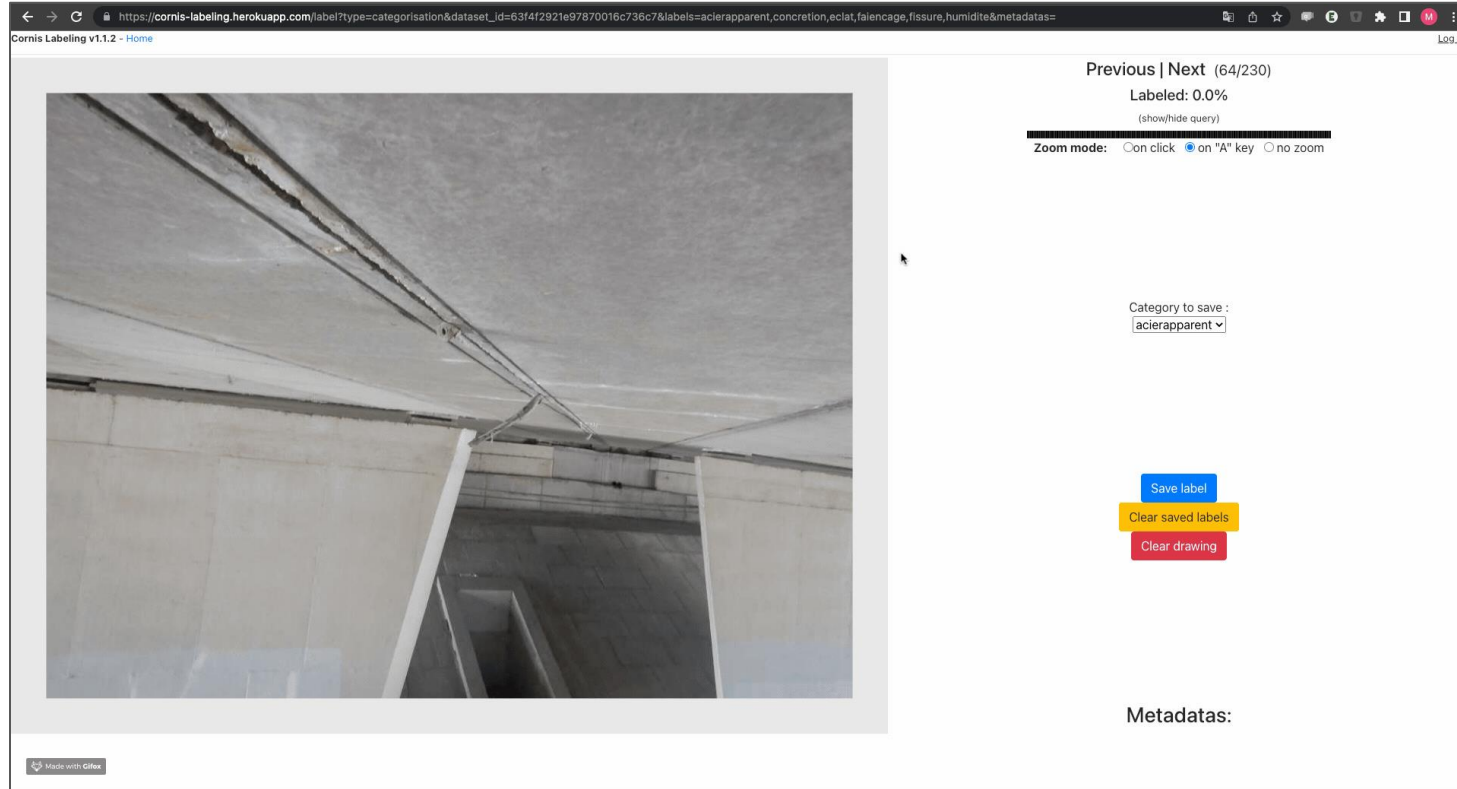 https://cornis-labeling.herokuapp.com/label?type=categorisation&dataset_id=63f4f2921e97870016c736c7&labels=acierapparent,concretion,eclat,faiencage,fissure,humidite&metadatas=
Cornis Labeling v1.1.2 - Home
Log
Previous | Next (64/230)
Labeled: 0.0%
(show/hide query)
Zoom mode: on click on "A" key no zoom
Category to save :
acierapparent
Save label
Clear saved labels
Clear drawing
Metadatas:
Made with Gifox
M